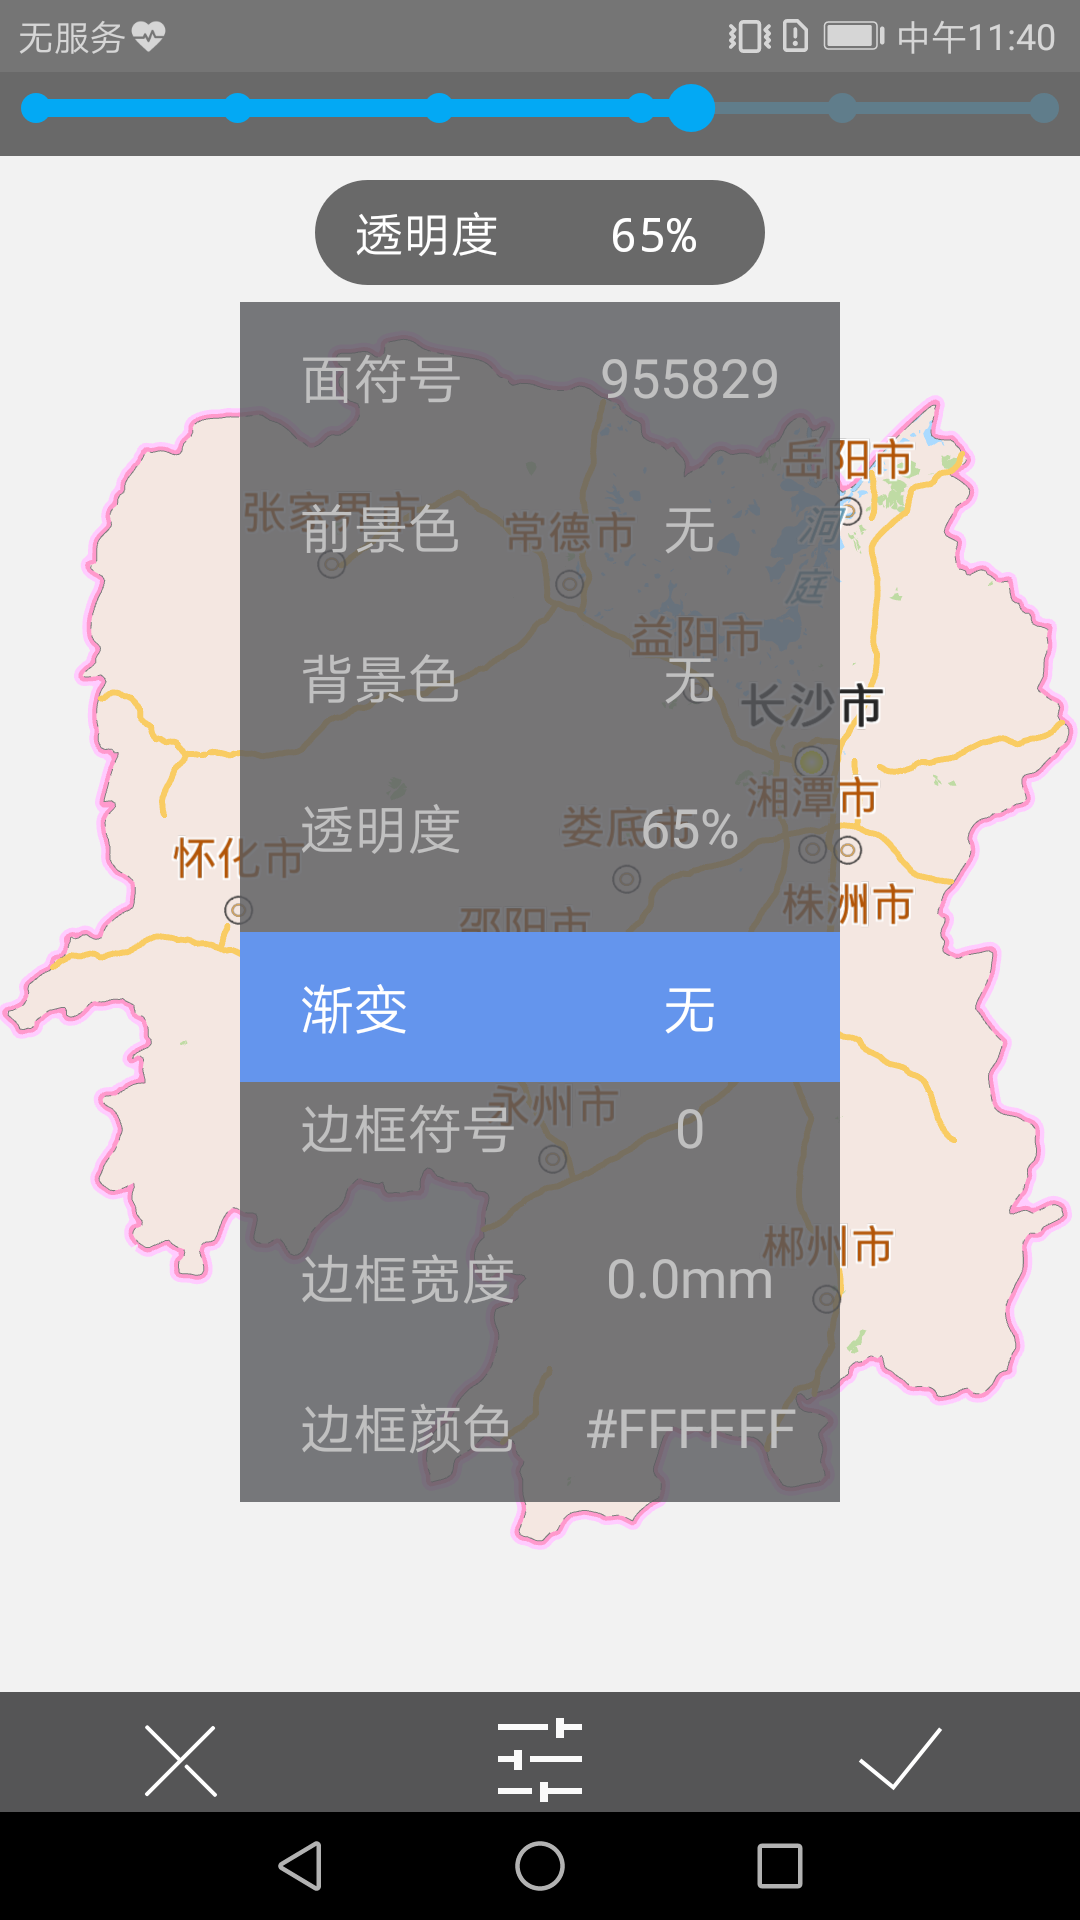 无服务 中午11:40
透明度 65%
面符号 955829
岳阳市
张家界市
前景色 无
常德市
洞
庭
益阳市
背景色 无
长沙市
湘潭市
透明度 65%
娄底市
怀化市
株洲市
邵阳市
渐变 无
永州市
边框符号 0
郴州市
边框宽度 0.0mm
边框颜色 #FFFFFF